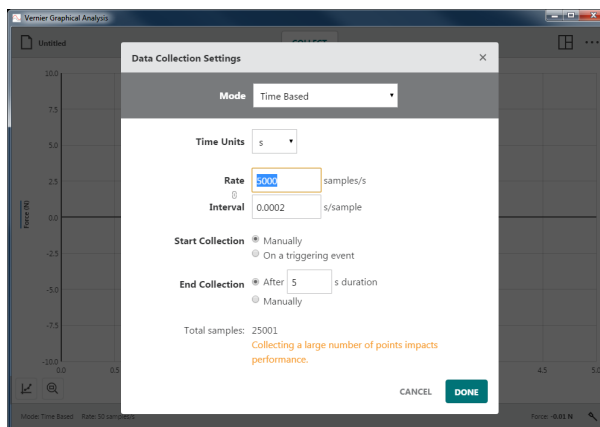 Vernier Graphical Analysis
Untitled
COLLECT
Data Collection Settings
×
Mode Time Based
Time Units s
Rate 5000 samples/s
Interval 0.0002 s/sample
Start Collection Manually
On a triggering event
End Collection After 5 s duration
Manually
Total samples: 25001
Collecting a large number of points impacts
performance.
CANCEL DONE
Force (N)
10.0
7.5
5.0
2.5
0.0
-2.5
-5.0
-7.5
-10.0
0.0 0.5 4.5 5.0
Mode: Time Based Rate: 50 samples/s Force: -0.01 N